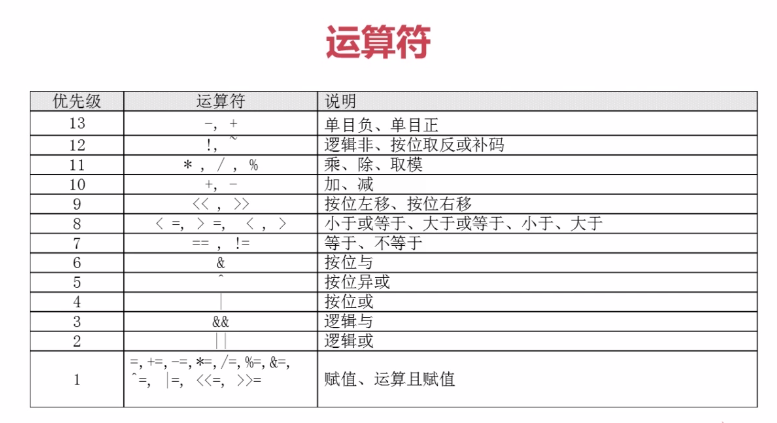 运算符
优先级 运算符 说明
13 -, + 单目负、单目正
12 !, ~ 逻辑非、按位取反或补码
11 * , / , % 乘、除、取模
10 +, - 加、减
9 << , >> 按位左移、按位右移
8 < =, > =, < , > 小于或等于、大于或等于、小于、大于
7 == , != 等于、不等于
6 & 按位与
5 ^ 按位异或
4 | 按位或
3 && 逻辑与
2 || 逻辑或
=,+=,-=,*=,/=,%=,&=,
1 ^=, |=, <<=, >>= 赋值、运算且赋值